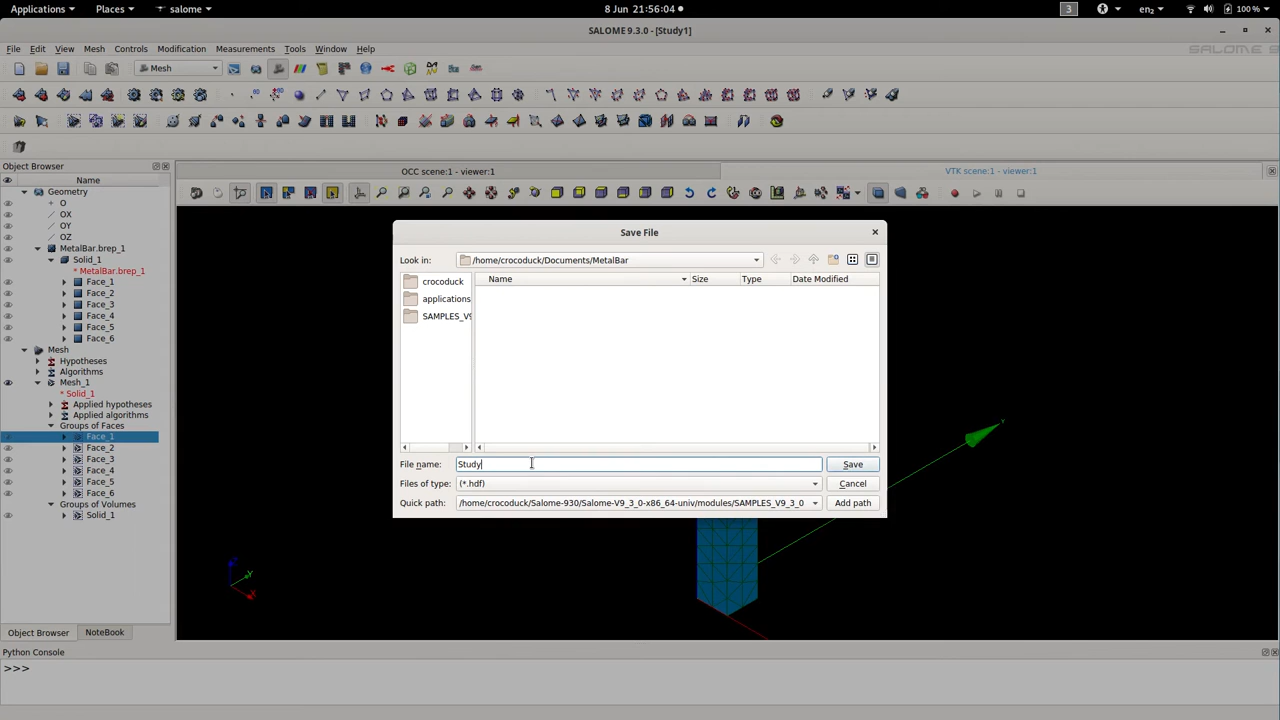 Applications Places salome 8 Jun 21:56:04 3 en₂ 100 %
SALOME 9.3.0 - [Study1]
File Edit View Mesh Controls Modification Measurements Tools Window Help
SALOME 9
Mesh
Object Browser
OCC scene:1 - viewer:1 VTK scene:1 - viewer:1
Name
Geometry
O
OX
OY
OZ
MetalBar.brep_1
Solid_1
* MetalBar.brep_1
Face_1
Face_2
Face_3
Face_4
Face_5
Face_6
Mesh
Hypotheses
Algorithms
Mesh_1
* Solid_1
Applied hypotheses
Applied algorithms
Groups of Faces
Face_1
Face_2
Face_3
Face_4
Face_5
Face_6
Groups of Volumes
Solid_1
Save File
Look in: /home/crocoduck/Documents/MetalBar
Name Size Type Date Modified
crocoduck
applications
SAMPLES_V9
File name: Study Save
Files of type: (*.hdf) Cancel
Quick path: /home/crocoduck/Salome-930/Salome-V9_3_0-x86_64-univ/modules/SAMPLES_V9_3_0 Add path
Z
Y
X
Y
Object Browser NoteBook
Python Console
>>>